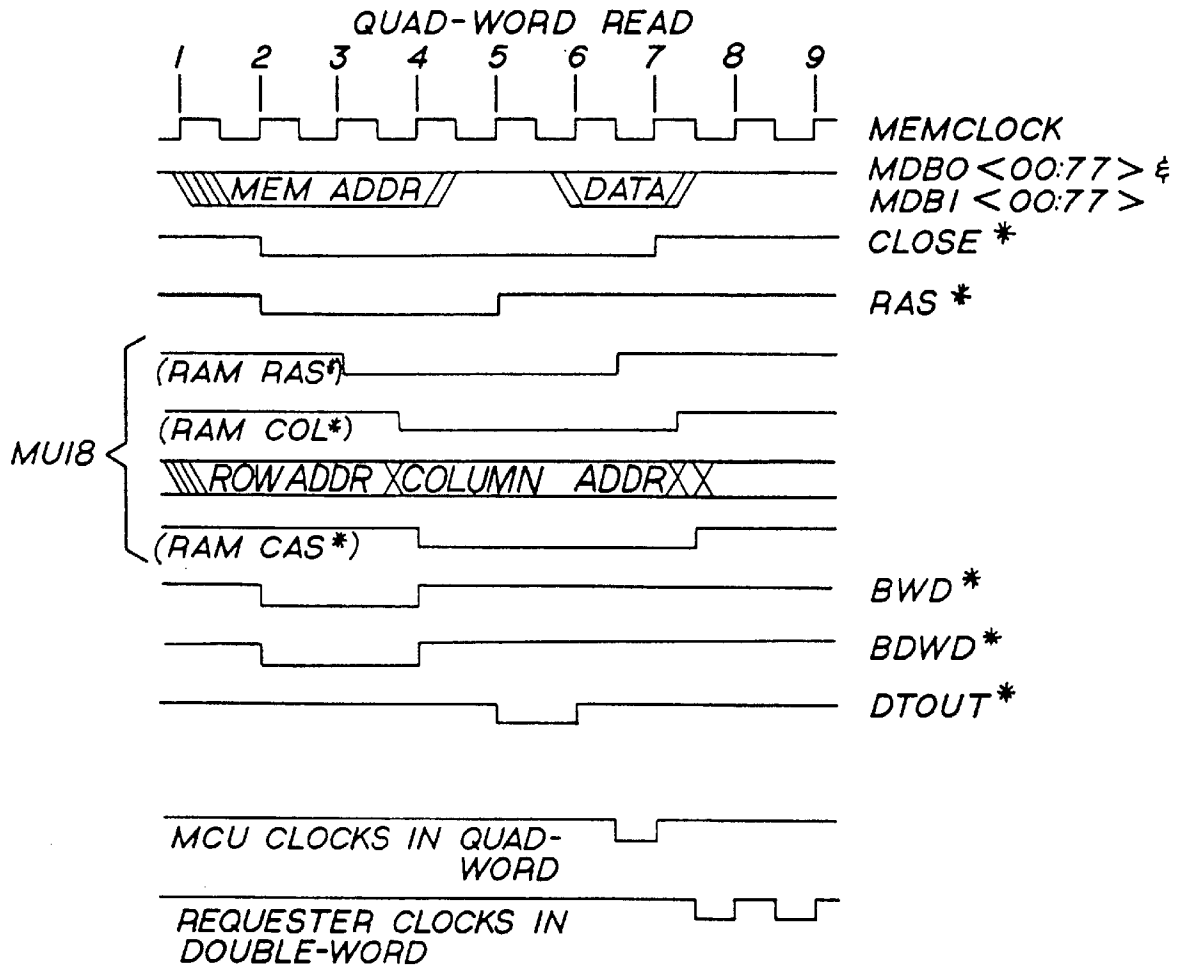 QUAD-WORD READ
1 2 3 4 5 6 7 8 9
MEMCLOCK
MDBO <00:77> &
MEM ADDR DATA
MDBI <00:77>
CLOSE*
RAS*
(RAM RAS*)
(RAM COL*)
MUI8
ROW ADDR COLUMN ADDR
(RAM CAS*)
BWD*
BDWD*
DTOUT*
MCU CLOCKS IN QUAD-
WORD
REQUESTER CLOCKS IN
DOUBLE-WORD